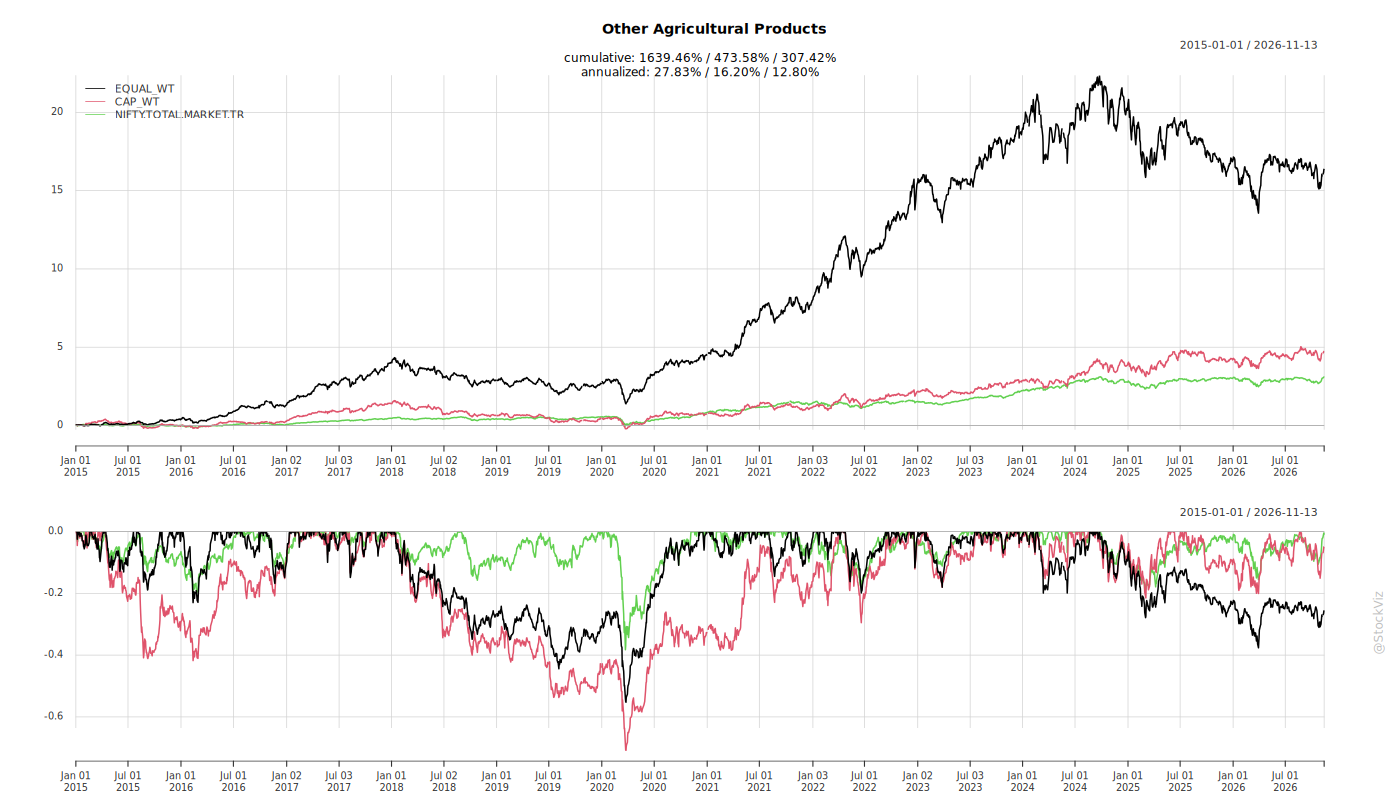 Other Agricultural Products
2015-01-01 / 2026-11-13
cumulative: 1639.46% / 473.58% / 307.42%
annualized: 27.83% / 16.20% / 12.80%
EQUAL_WT
CAP_WT
NIFTY.TOTAL.MARKET.TR
20
15
10
5
0
Jan 01 Jul 01 Jan 01 Jul 01 Jan 02 Jul 03 Jan 01 Jul 02 Jan 01 Jul 01 Jan 01 Jul 01 Jan 01 Jul 01 Jan 03 Jul 01 Jan 02 Jul 03 Jan 01 Jul 01 Jan 01 Jul 01 Jan 01 Jul 01
2015 2015 2016 2016 2017 2017 2018 2018 2019 2019 2020 2020 2021 2021 2022 2022 2023 2023 2024 2024 2025 2025 2026 2026
2015-01-01 / 2026-11-13
0.0
-0.2
-0.4
-0.6
Jan 01 Jul 01 Jan 01 Jul 01 Jan 02 Jul 03 Jan 01 Jul 02 Jan 01 Jul 01 Jan 01 Jul 01 Jan 01 Jul 01 Jan 03 Jul 01 Jan 02 Jul 03 Jan 01 Jul 01 Jan 01 Jul 01 Jan 01 Jul 01
2015 2015 2016 2016 2017 2017 2018 2018 2019 2019 2020 2020 2021 2021 2022 2022 2023 2023 2024 2024 2025 2025 2026 2026
@StockViz